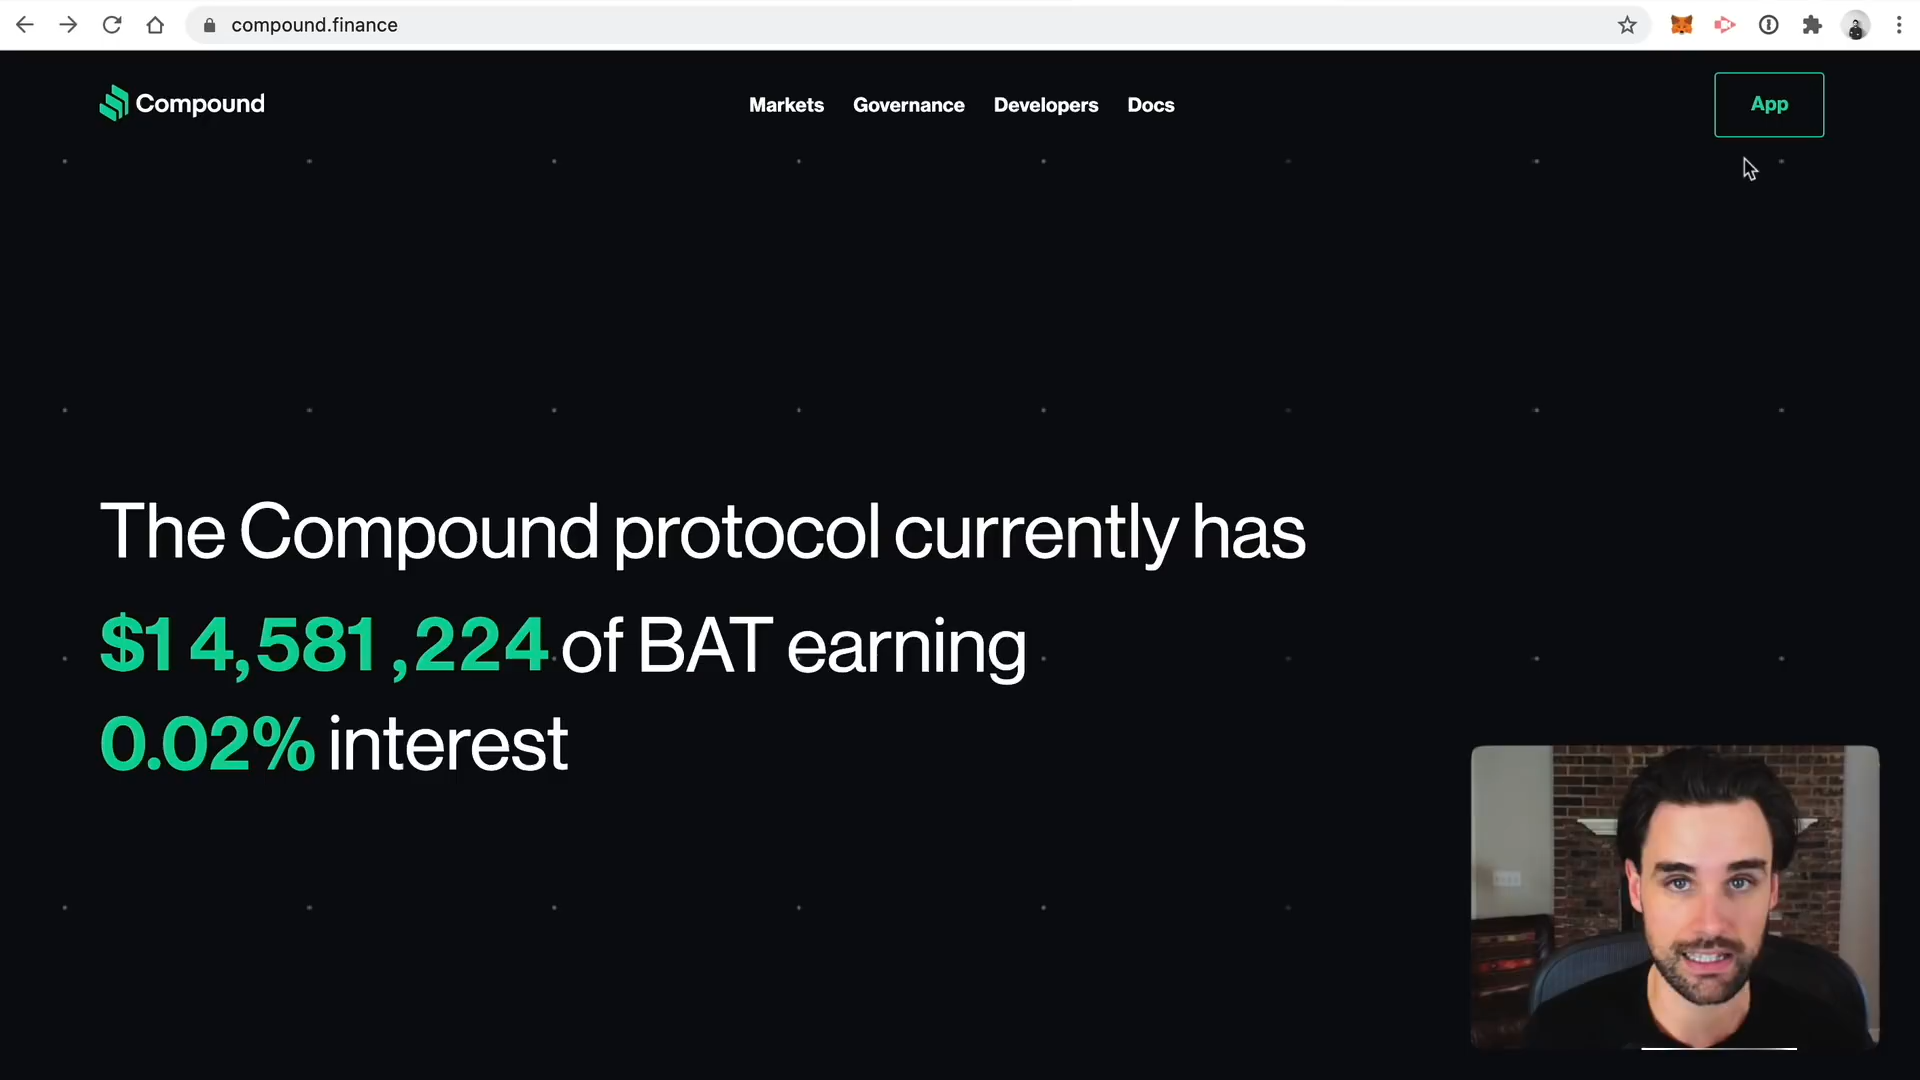 compound.finance
Compound
Markets Governance Developers Docs
App
The Compound protocol currently has
$14,581,224 of BAT earning
0.02% interest